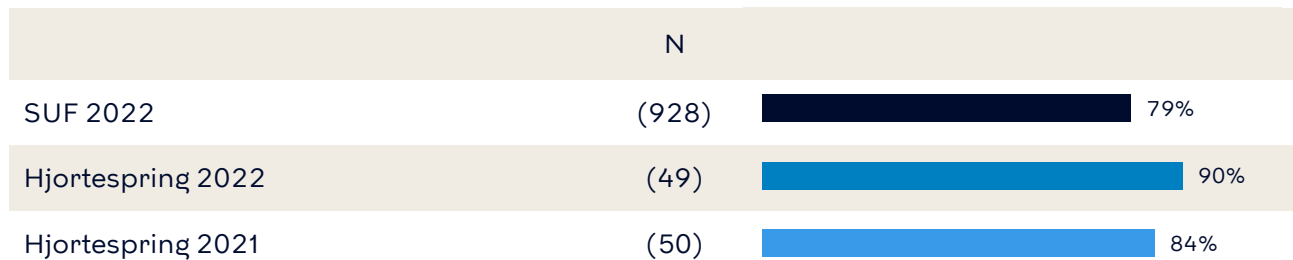 N
SUF 2022 (928) 79%
Hjortespring 2022 (49) 90%
Hjortespring 2021 (50) 84%